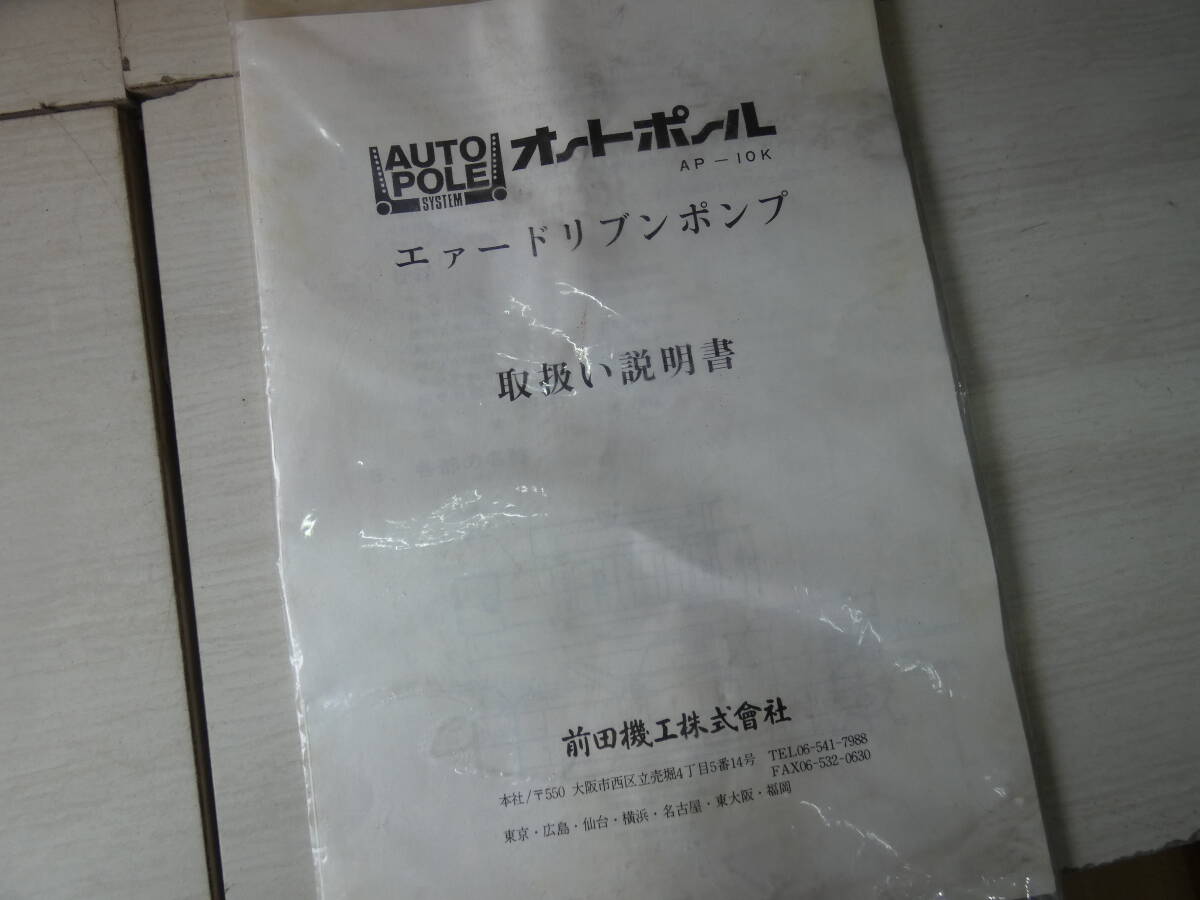 AUTO
POLE
SYSTEM
オートポール
AP-10K
エアードリブンポンプ
取扱い説明書
前田機工株式會社
本社/〒550 大阪市西区立売堀4丁目5番14号 TEL06-541-7988
FAX06-532-0630
東京・広島・仙台・横浜・名古屋・東大阪・福岡